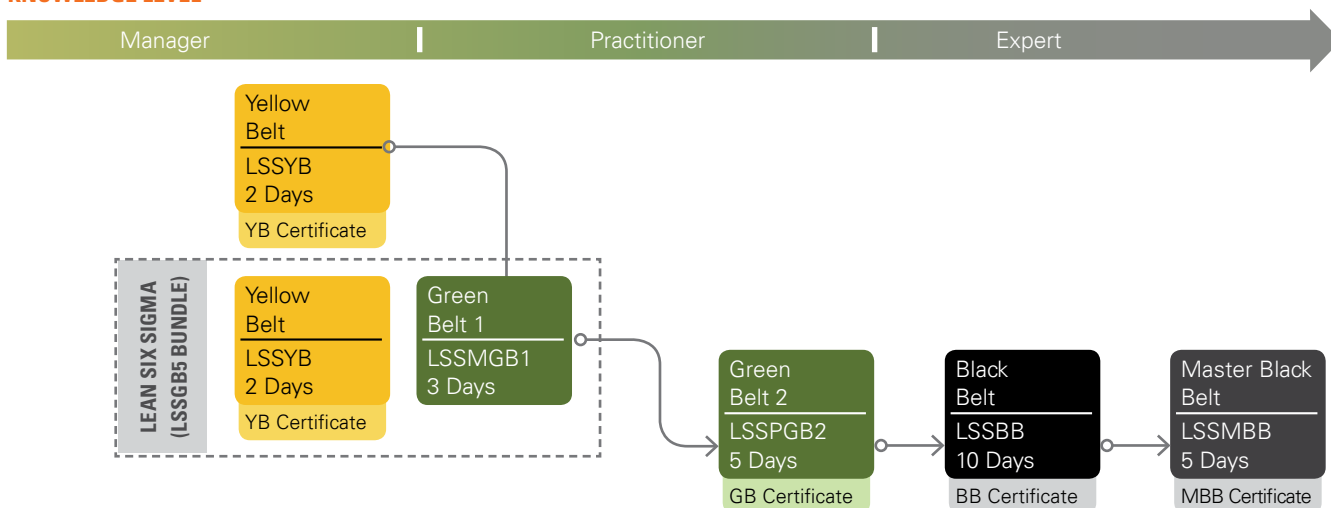 KNOWLEDGE LEVEL
Manager
Practitioner
Expert
Yellow
Belt
LSSYB
2 Days
YB Certificate
LEAN SIX SIGMA
(LSSGB5 BUNDLE)
Yellow
Belt
LSSYB
2 Days
YB Certificate
Green
Belt 1
LSSMGB1
3 Days
Green
Belt 2
LSSPGB2
5 Days
GB Certificate
Black
Belt
LSSBB
10 Days
BB Certificate
Master Black
Belt
LSSMBB
5 Days
MBB Certificate